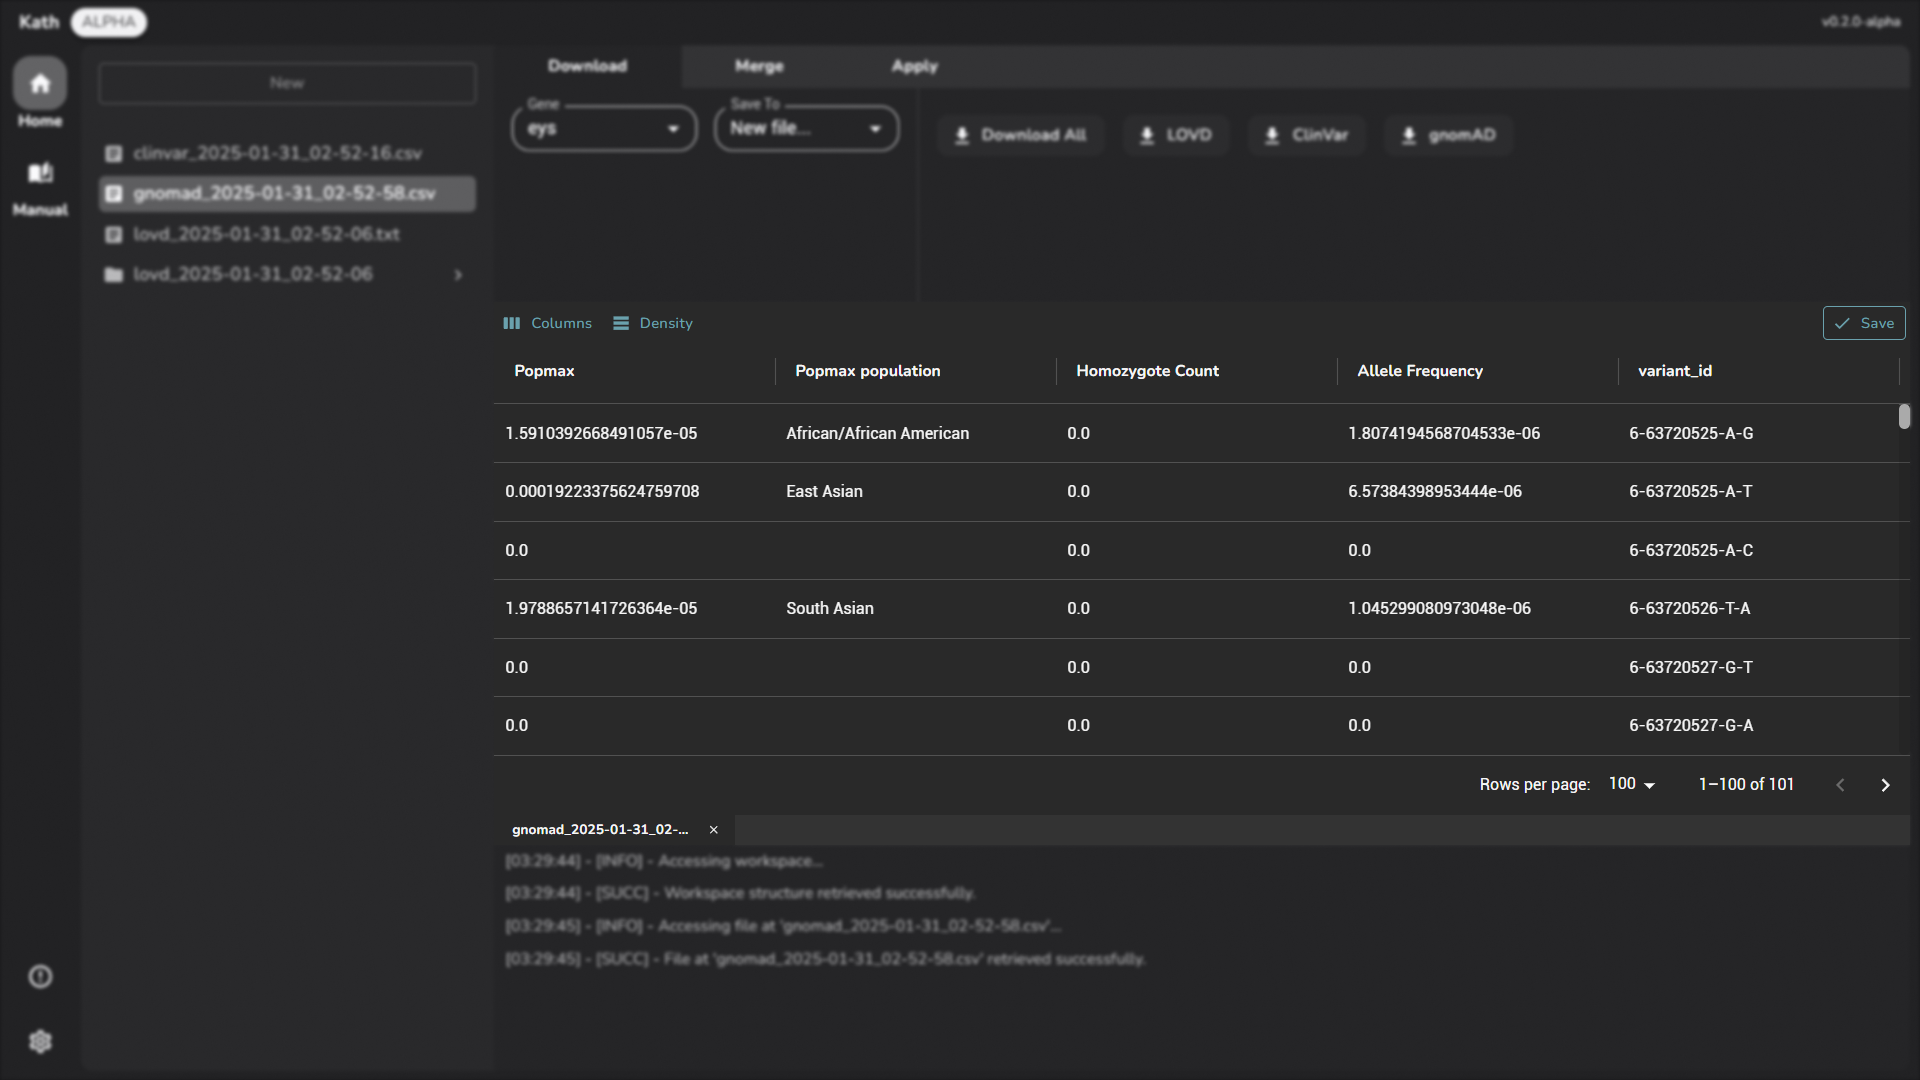 Kath ALPHA
v0.2.0-alpha
Home
Manual
New
clinvar_2025-01-31_02-52-16.csv
gnomad_2025-01-31_02-52-58.csv
lovd_2025-01-31_02-52-06.txt
lovd_2025-01-31_02-52-06
Download Merge Apply
Gene
eys
Save To
New file...
Download All LOVD ClinVar gnomAD
Columns Density Save
Popmax Popmax population Homozygote Count Allele Frequency variant_id
1.5910392668491057e-05 African/African American 0.0 1.8074194568704533e-06 6-63720525-A-G
0.00019223375624759708 East Asian 0.0 6.57384398953444e-06 6-63720525-A-T
0.0 0.0 0.0 6-63720525-A-C
1.9788657141726364e-05 South Asian 0.0 1.045299080973048e-06 6-63720526-T-A
0.0 0.0 0.0 6-63720527-G-T
0.0 0.0 0.0 6-63720527-G-A
Rows per page: 100 1–100 of 101
gnomad_2025-01-31_02-...
[03:29:44] - [INFO] - Accessing workspace...
[03:29:44] - [SUCC] - Workspace structure retrieved successfully.
[03:29:45] - [INFO] - Accessing file at 'gnomad_2025-01-31_02-52-58.csv'...
[03:29:45] - [SUCC] - File at 'gnomad_2025-01-31_02-52-58.csv' retrieved successfully.